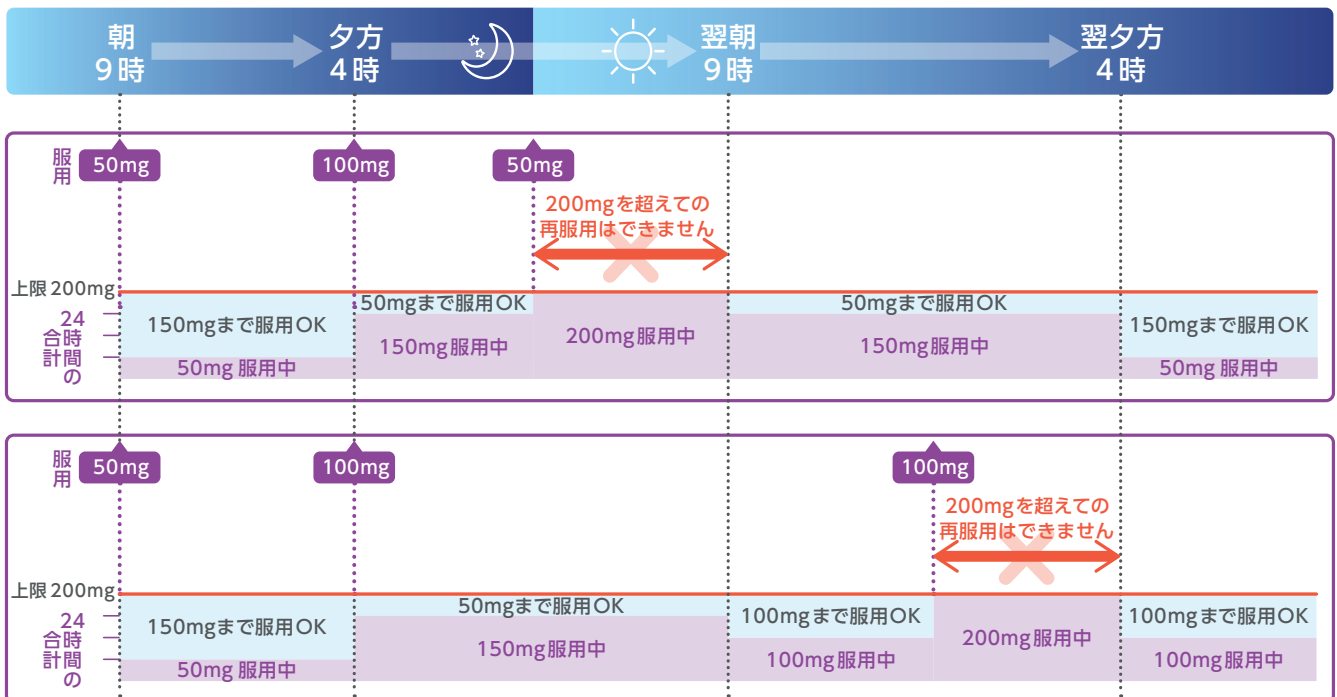 朝
9時
夕方
4時
翌朝
9時
翌夕方
4時
服用
50mg
100mg
50mg
200mgを超えての
再服用はできません
上限200mg
24時間の合計
150mgまで服用OK
50mg 服用中
50mgまで服用OK
150mg服用中
200mg服用中
50mgまで服用OK
150mg服用中
150mgまで服用OK
50mg 服用中
服用
50mg
100mg
100mg
200mgを超えての
再服用はできません
上限200mg
24時間の合計
150mgまで服用OK
50mg 服用中
50mgまで服用OK
150mg服用中
100mgまで服用OK
100mg服用中
200mg服用中
100mgまで服用OK
100mg服用中